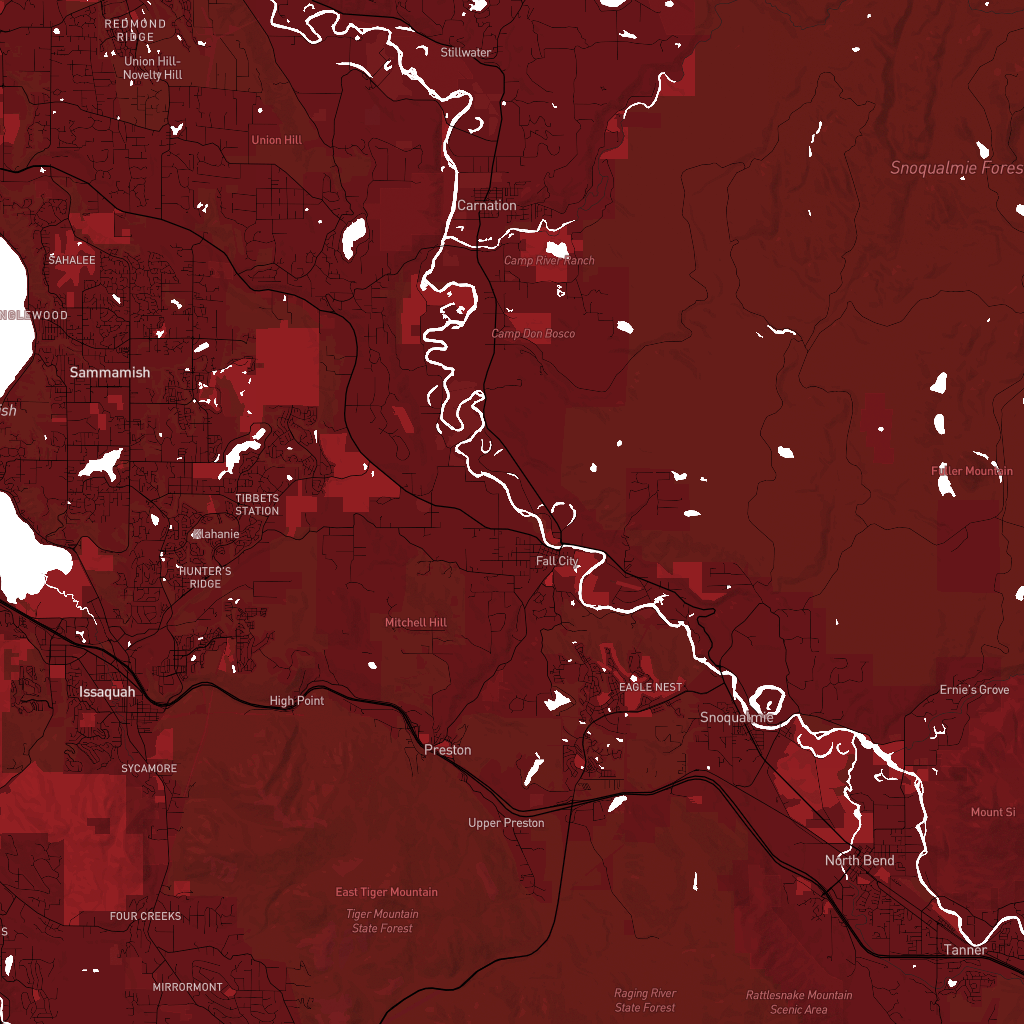 REDMOND
RIDGE
Stillwater
Union Hill-
Novelty Hill
Union Hill
Snoqualmie Fores
Carnation
SAHALEE
Camp River Ranch
NGLEWOOD
Camp Don Bosco
Sammamish
ish
Fuller Mountain
TIBBETS
STATION
Klahanie
Fall City
HUNTER'S
RIDGE
Mitchell Hill
Issaquah
High Point
EAGLE NEST
Ernie's Grove
Snoqualmie
Preston
SYCAMORE
Mount Si
Upper Preston
North Bend
East Tiger Mountain
Tiger Mountain
State Forest
FOUR CREEKS
s
Tanner
MIRRORMONT
Raging River
State Forest
Rattlesnake Mountain
Scenic Area